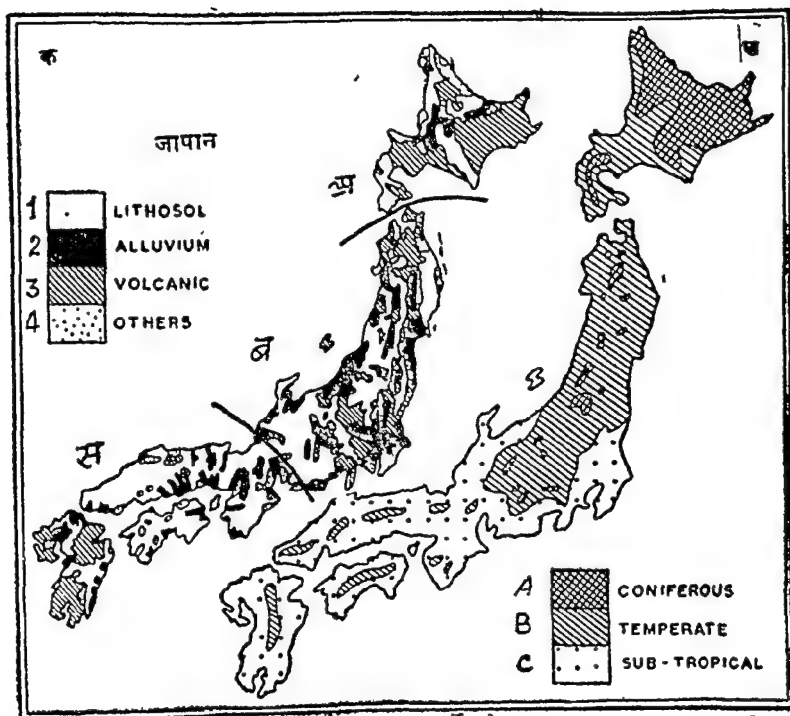 क
ख
जापान
1 LITHOSOL
2 ALLUVIUM
3 VOLCANIC
4 OTHERS
अ
ब
स
A CONIFEROUS
B TEMPERATE
C SUB-TROPICAL